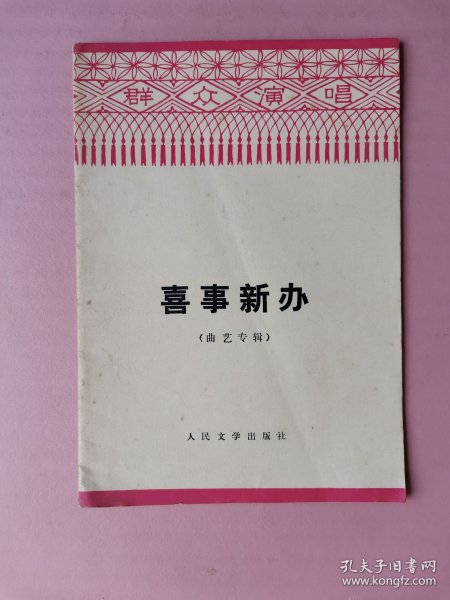 群众演唱
喜事新办
(曲艺专辑)
人民文学出版社
孔夫子旧书网
www.kongfz.com